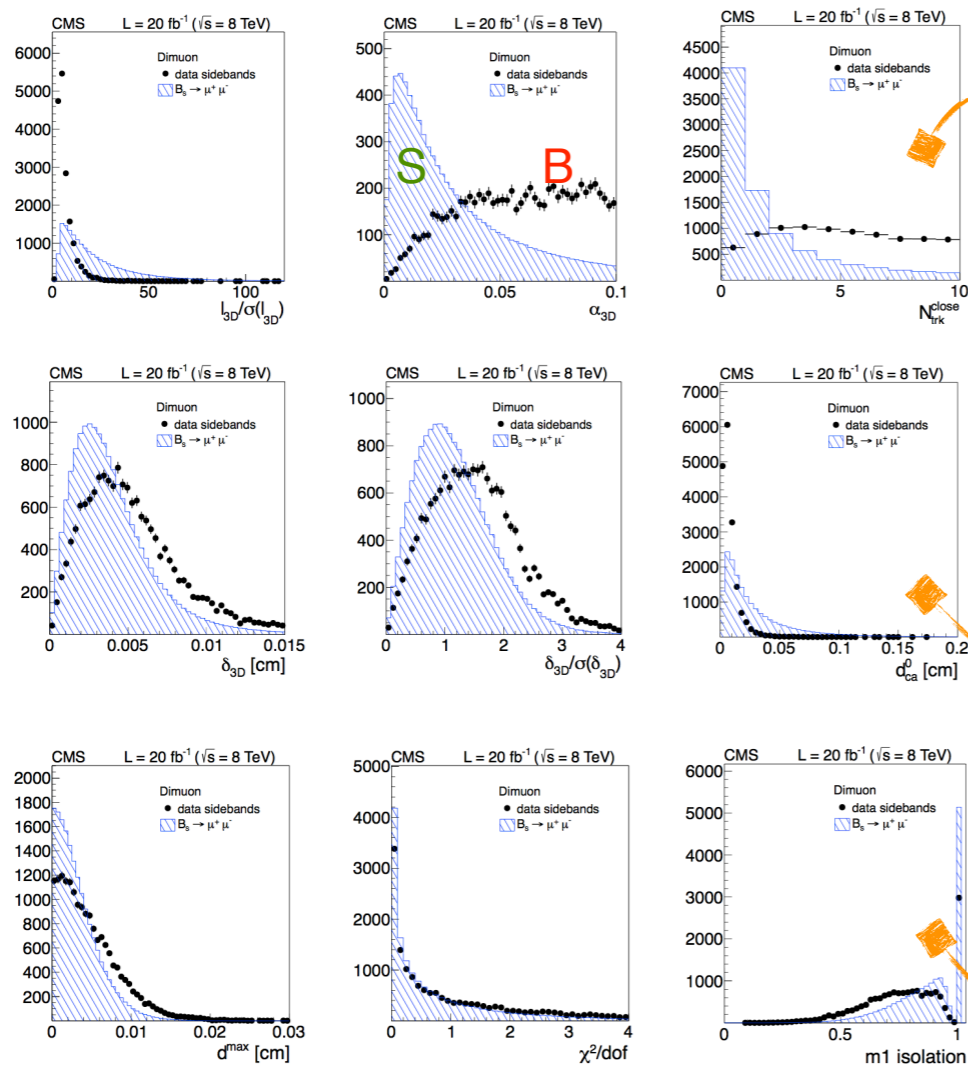 CMS L = 20 fb⁻¹ (√s = 8 TeV)
6000
5000
4000
3000
2000
1000
Dimuon
data sidebands
Bₛ → μ⁺ μ⁻
0 50 100
l₃D/σ(l₃D)
CMS L = 20 fb⁻¹ (√s = 8 TeV)
500
400
300
200
100
Dimuon
data sidebands
Bₛ → μ⁺ μ⁻
S
B
0 0.05 0.1
α₃D
CMS L = 20 fb⁻¹ (√s = 8 TeV)
4500
4000
3500
3000
2500
2000
1500
1000
500
Dimuon
data sidebands
Bₛ → μ⁺ μ⁻
0 5 10
N^close_trk
CMS L = 20 fb⁻¹ (√s = 8 TeV)
1000
800
600
400
200
Dimuon
data sidebands
Bₛ → μ⁺ μ⁻
0 0.005 0.01 0.015
δ₃D [cm]
CMS L = 20 fb⁻¹ (√s = 8 TeV)
1000
800
600
400
200
Dimuon
data sidebands
Bₛ → μ⁺ μ⁻
0 1 2 3 4
δ₃D/σ(δ₃D)
CMS L = 20 fb⁻¹ (√s = 8 TeV)
7000
6000
5000
4000
3000
2000
1000
Dimuon
data sidebands
Bₛ → μ⁺ μ⁻
0 0.05 0.1 0.15 0.2
d⁰_ca [cm]
CMS L = 20 fb⁻¹ (√s = 8 TeV)
2000
1800
1600
1400
1200
1000
800
600
400
200
Dimuon
data sidebands
Bₛ → μ⁺ μ⁻
0 0.01 0.02 0.03
d^max [cm]
CMS L = 20 fb⁻¹ (√s = 8 TeV)
5000
4000
3000
2000
1000
Dimuon
data sidebands
Bₛ → μ⁺ μ⁻
0 1 2 3 4
χ²/dof
CMS L = 20 fb⁻¹ (√s = 8 TeV)
6000
5000
4000
3000
2000
1000
0
Dimuon
data sidebands
Bₛ → μ⁺ μ⁻
0 0.5 1
m1 isolation